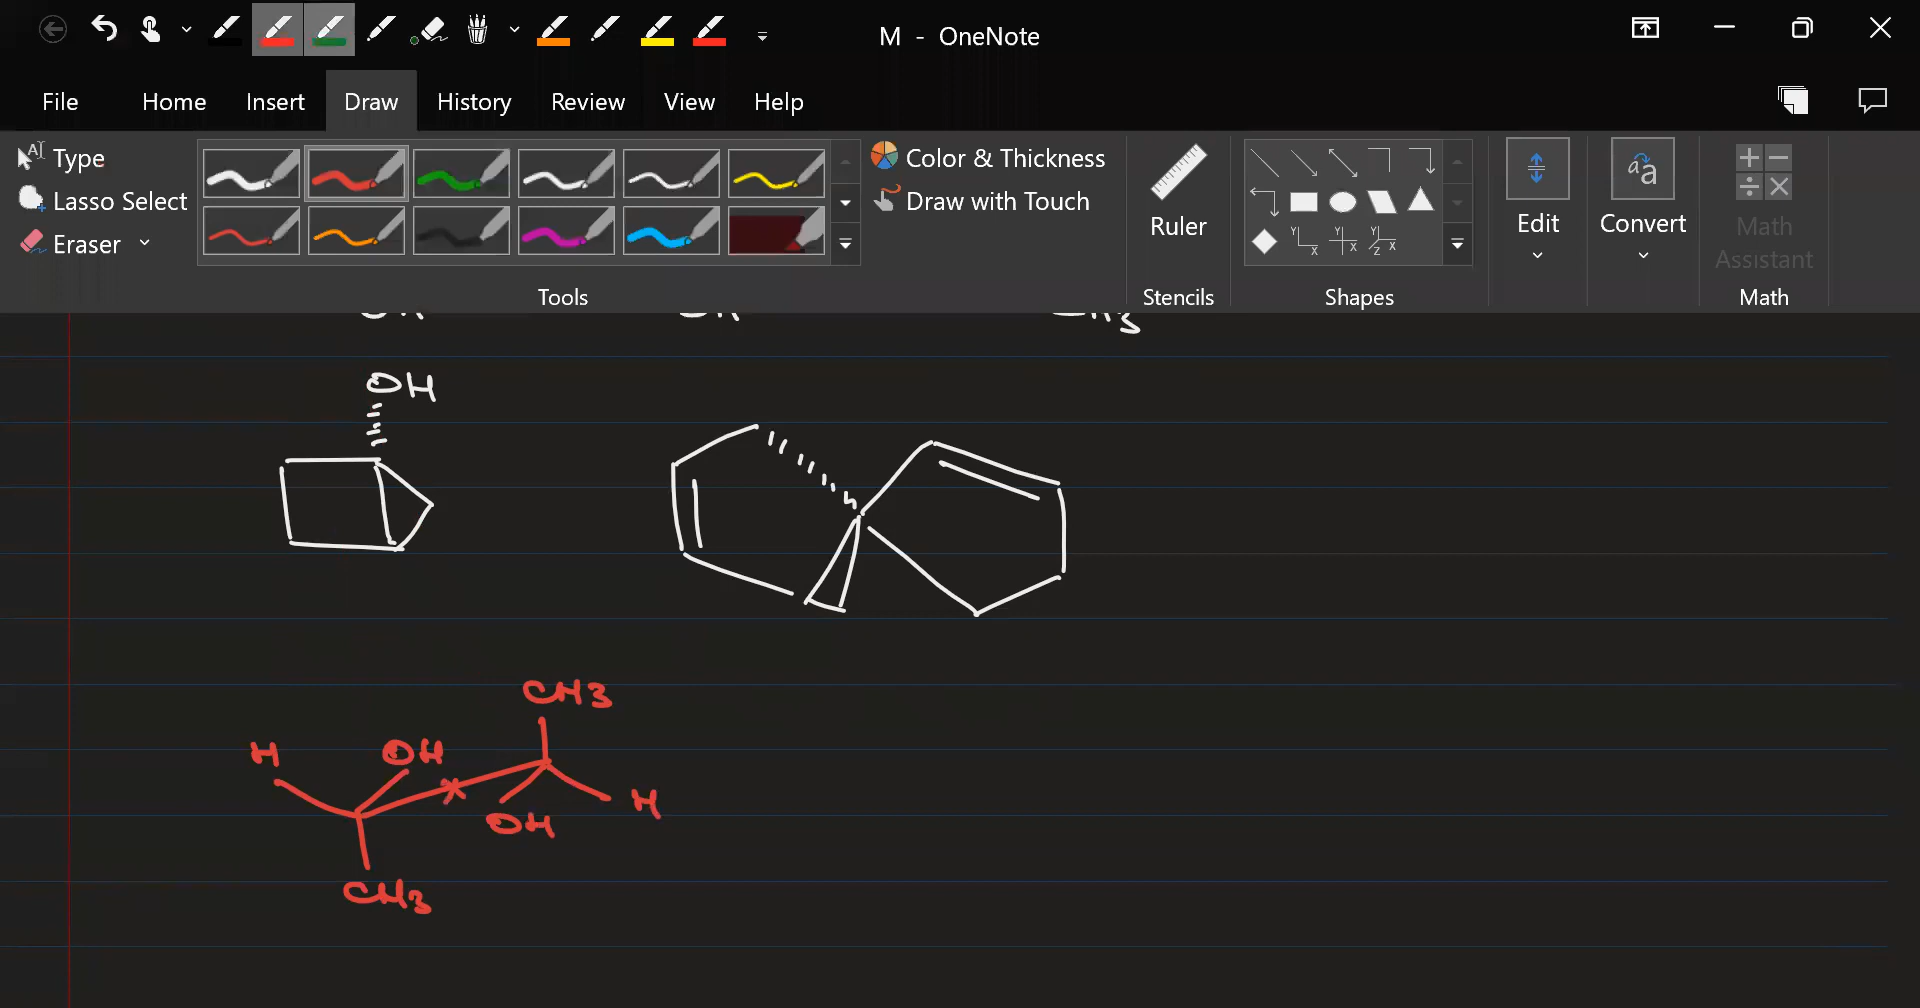 M - OneNote
File Home Insert Draw History Review View Help
Type
Lasso Select
Eraser
Color & Thickness
Draw with Touch
Ruler
Edit
Convert
Math
Assistant
Tools
Stencils
Shapes
Math
CH3
OH
CH3
H
OH
OH
H
CH3